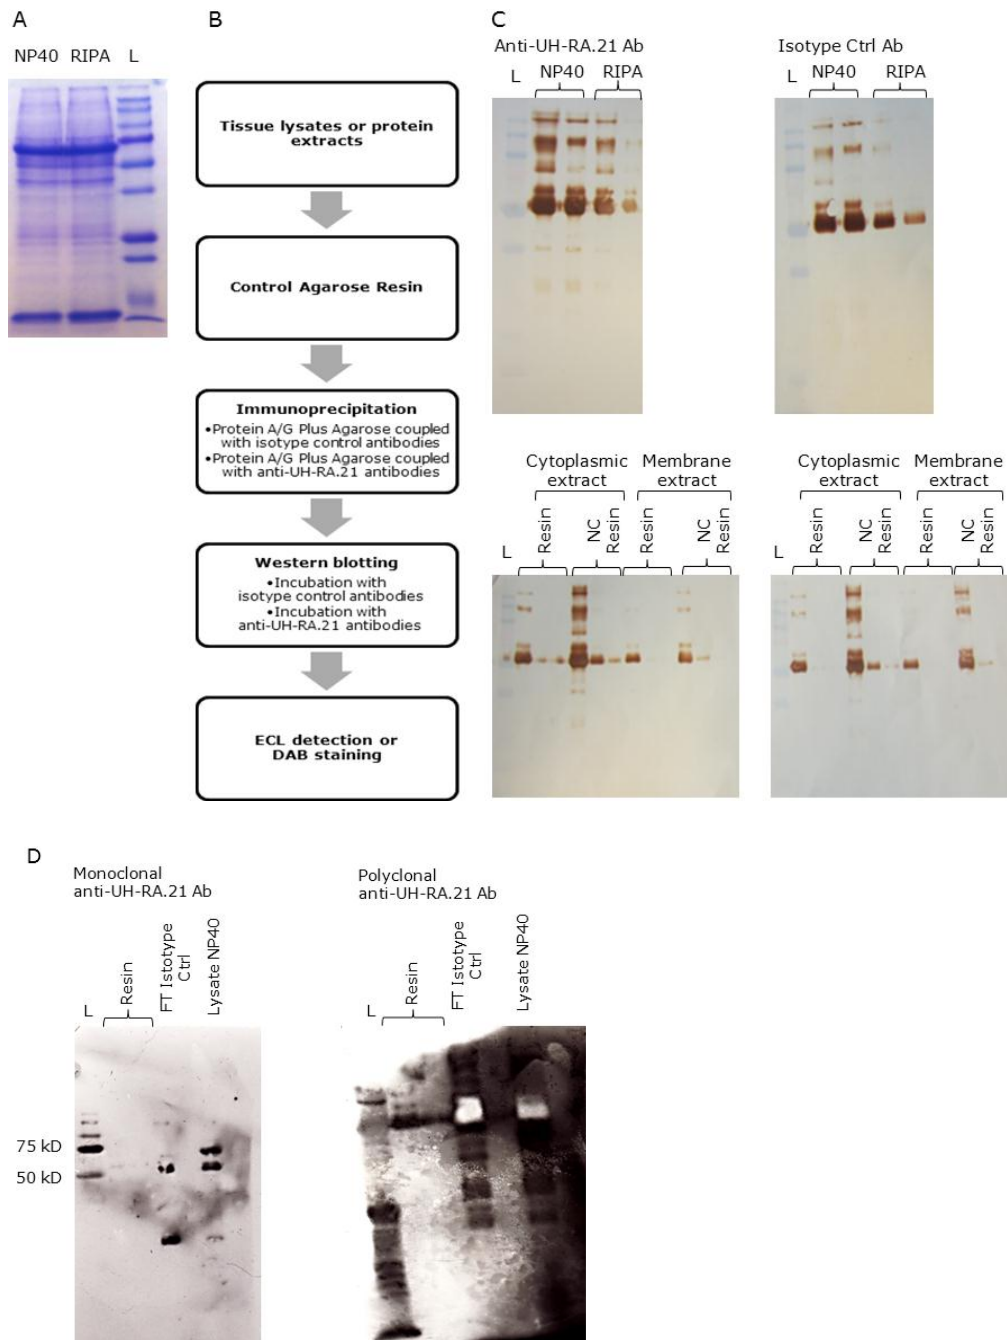 A
NP40 RIPA L
B
Tissue lysates or protein
extracts
Control Agarose Resin
Immunoprecipitation
•Protein A/G Plus Agarose coupled
with isotype control antibodies
•Protein A/G Plus Agarose coupled
with anti-UH-RA.21 antibodies
Western blotting
•Incubation with
isotype control antibodies
•Incubation with
anti-UH-RA.21 antibodies
ECL detection or
DAB staining
C
Anti-UH-RA.21 Ab
L NP40 RIPA
Isotype Ctrl Ab
L NP40 RIPA
Cytoplasmic
extract
Membrane
extract
L
Resin
NC
Resin
Resin
NC
Resin
Cytoplasmic
extract
Membrane
extract
L
Resin
NC
Resin
Resin
NC
Resin
D
Monoclonal
anti-UH-RA.21 Ab
L
Resin
FT Istotype
Ctrl
Lysate NP40
75 kD
50 kD
Polyclonal
anti-UH-RA.21 Ab
L
Resin
FT Istotype
Ctrl
Lysate NP40